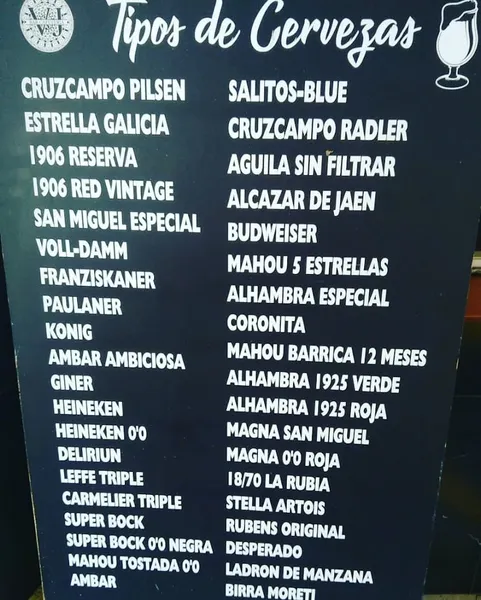 Tipos de Cervezas
CRUZCAMPO PILSEN
ESTRELLA GALICIA
1906 RESERVA
1906 RED VINTAGE
SAN MIGUEL ESPECIAL
VOLL-DAMM
FRANZISKANER
PAULANER
KONIG
AMBAR AMBICIOSA
GINER
HEINEKEN
HEINEKEN 0'0
DELIRIUN
LEFFE TRIPLE
CARMELIER TRIPLE
SUPER BOCK
SUPER BOCK 0'0 NEGRA
MAHOU TOSTADA 0'0
AMBAR
SALITOS-BLUE
CRUZCAMPO RADLER
AGUILA SIN FILTRAR
ALCAZAR DE JAEN
BUDWEISER
MAHOU 5 ESTRELLAS
ALHAMBRA ESPECIAL
CORONITA
MAHOU BARRICA 12 MESES
ALHAMBRA 1925 VERDE
ALHAMBRA 1925 ROJA
MAGNA SAN MIGUEL
MAGNA 0'0 ROJA
18/70 LA RUBIA
STELLA ARTOIS
RUBENS ORIGINAL
DESPERADO
LADRON DE MANZANA
BIRRA MORETI